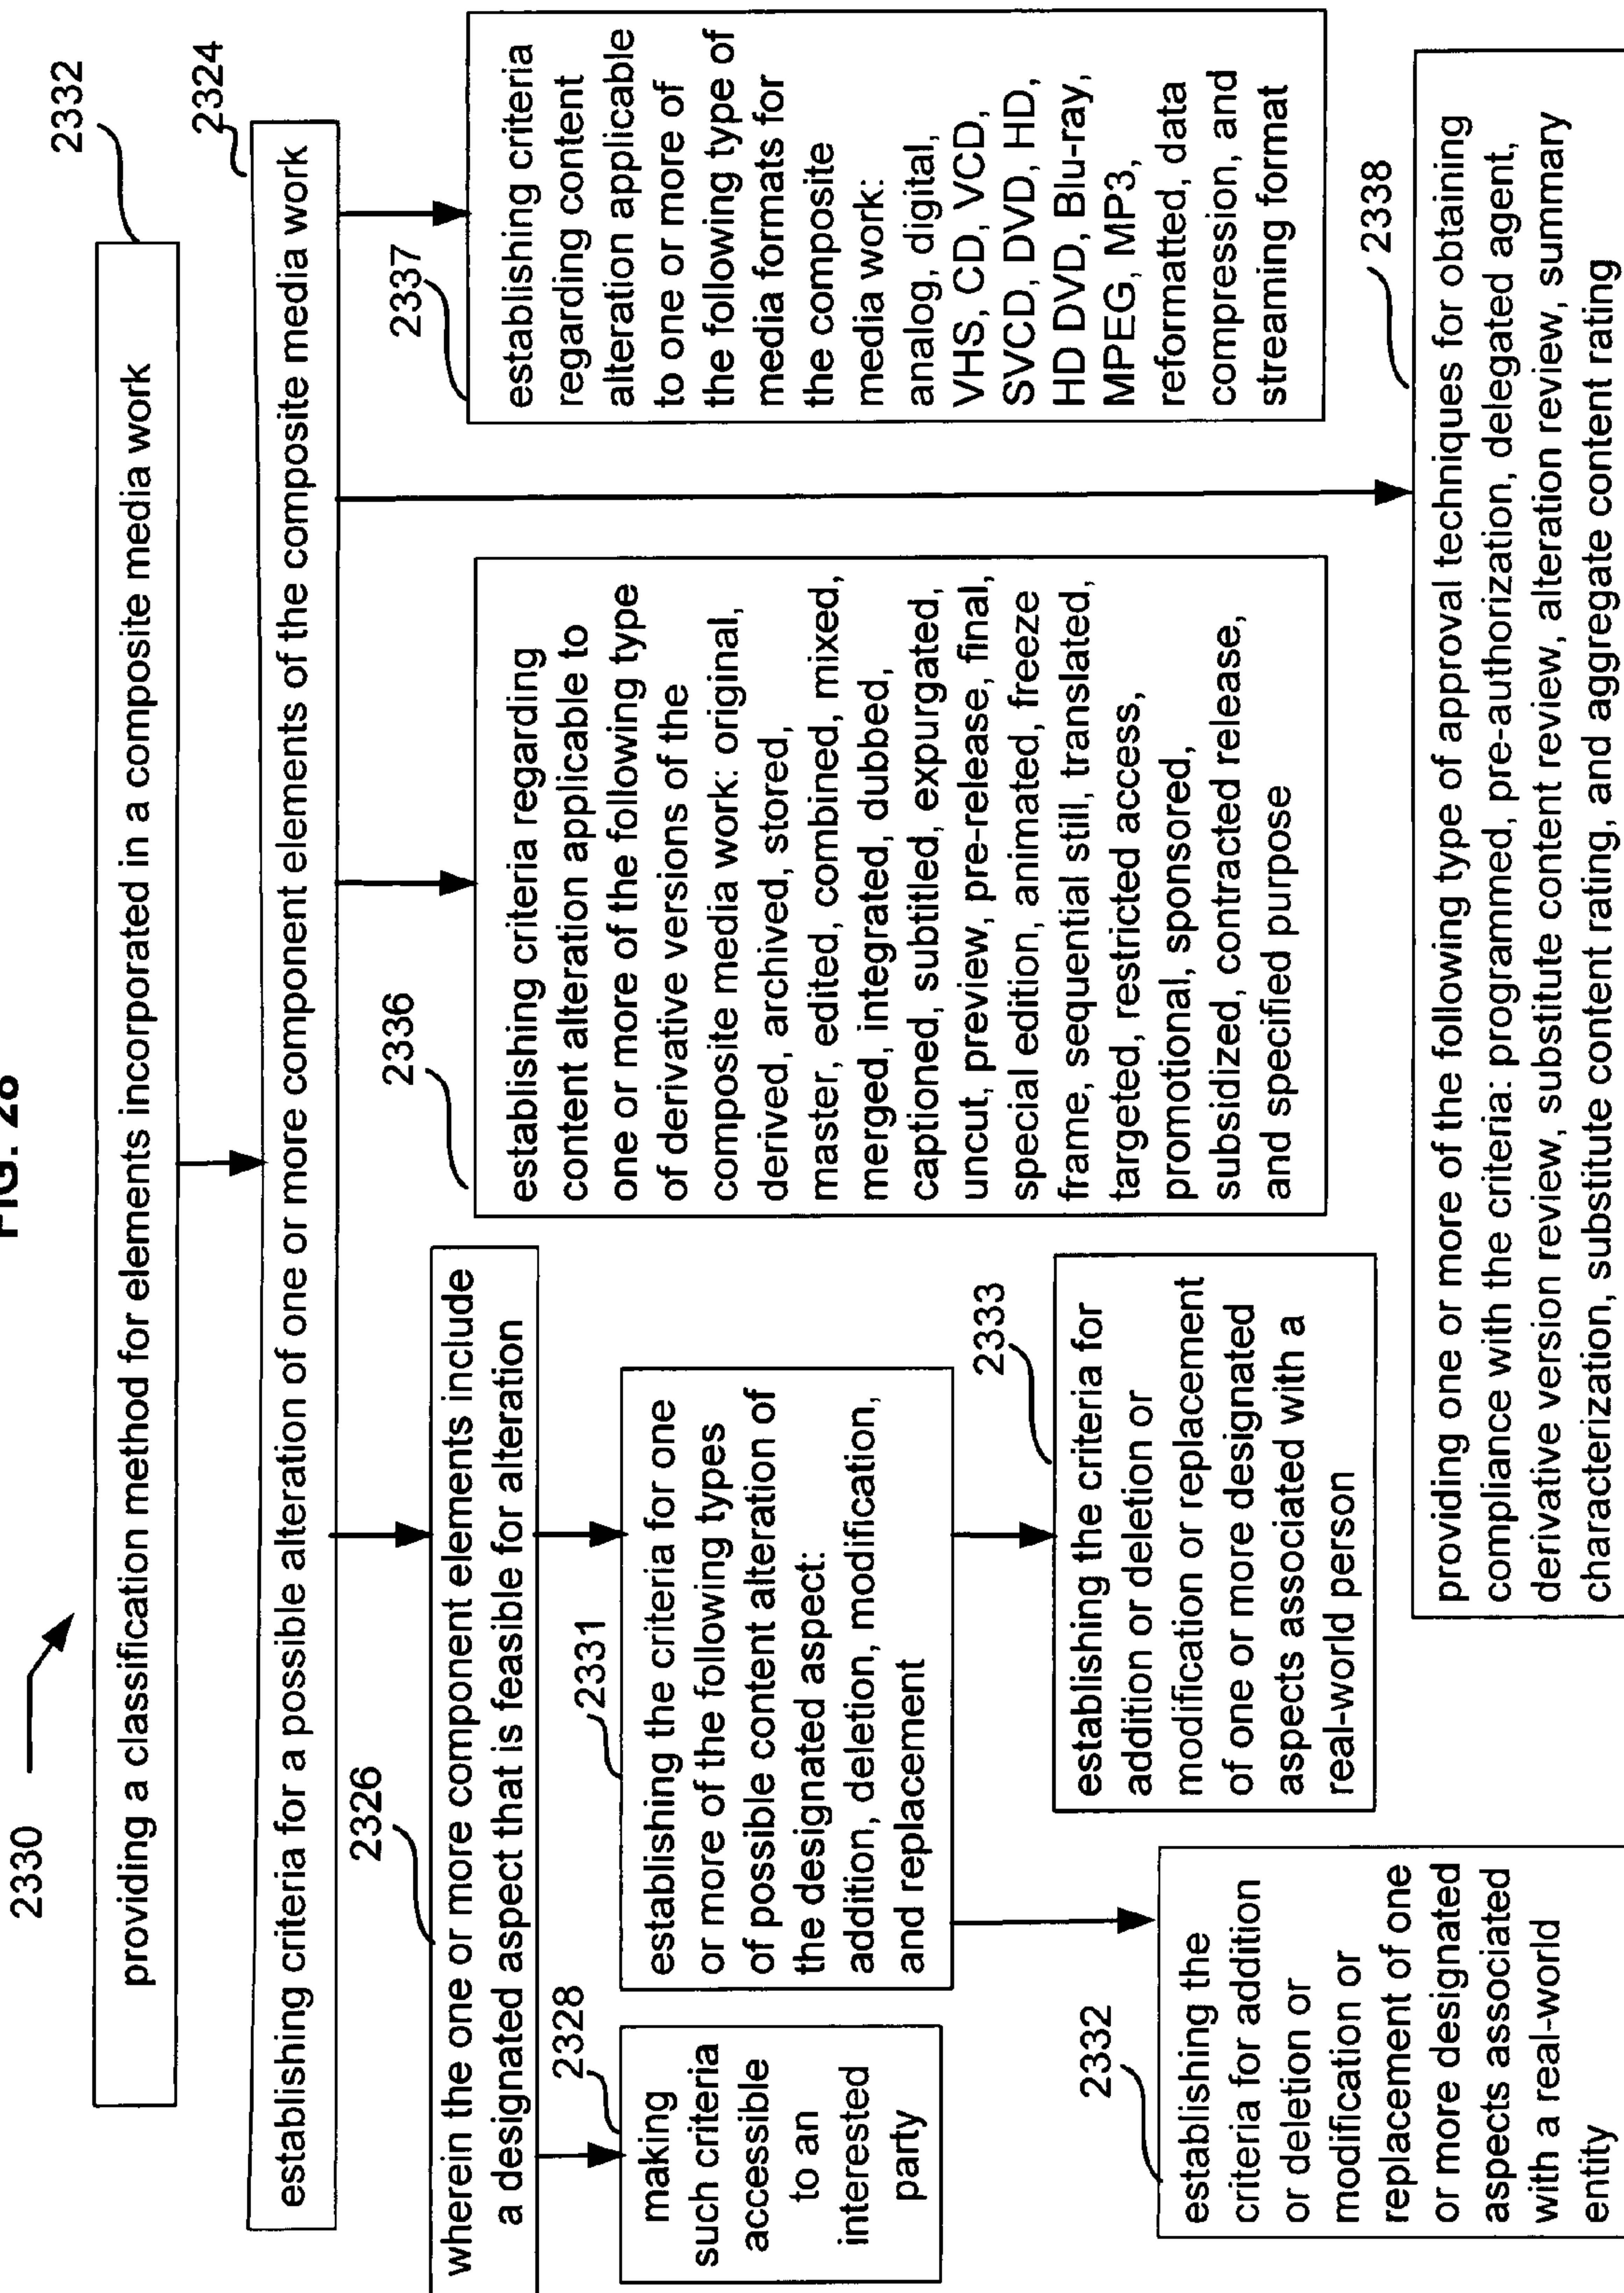 FIG. 28
2330
2332
providing a classification method for elements incorporated in a composite media work
2324
establishing criteria for a possible alteration of one or more component elements of the composite media work
2326
wherein the one or more component elements include
a designated aspect that is feasible for alteration
2328
making
such criteria
accessible
to an
interested
party
2331
establishing the criteria for one
or more of the following types
of possible content alteration of
the designated aspect:
addition, deletion, modification,
and replacement
2332
establishing the
criteria for addition
or deletion or
modification or
replacement of one
or more designated
aspects associated
with a real-world
entity
2333
establishing the criteria for
addition or deletion or
modification or replacement
of one or more designated
aspects associated with a
real-world person
2336
establishing criteria regarding
content alteration applicable to
one or more of the following type
of derivative versions of the
composite media work: original,
derived, archived, stored,
master, edited, combined, mixed,
merged, integrated, dubbed,
captioned, subtitled, expurgated,
uncut, preview, pre-release, final,
special edition, animated, freeze
frame, sequential still, translated,
targeted, restricted access,
promotional, sponsored,
subsidized, contracted release,
and specified purpose
2337
establishing criteria
regarding content
alteration applicable
to one or more of
the following type of
media formats for
the composite
media work:
analog, digital,
VHS, CD, VCD,
SVCD, DVD, HD,
HD DVD, Blu-ray,
MPEG, MP3,
reformatted, data
compression, and
streaming format
2338
providing one or more of the following type of approval techniques for obtaining
compliance with the criteria: programmed, pre-authorization, delegated agent,
derivative version review, substitute content review, alteration review, summary
characterization, substitute content rating, and aggregate content rating